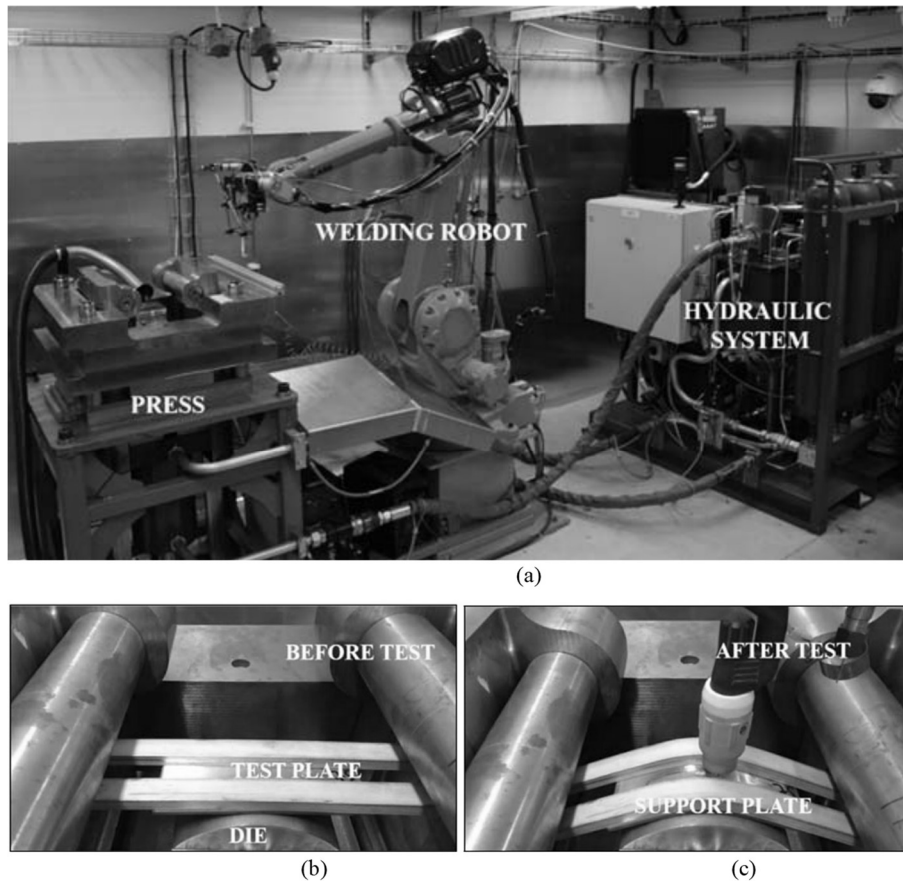 WELDING ROBOT
HYDRAULIC
SYSTEM
PRESS
(a)
BEFORE TEST
TEST PLATE
DIE
(b)
AFTER TEST
SUPPORT PLATE
(c)